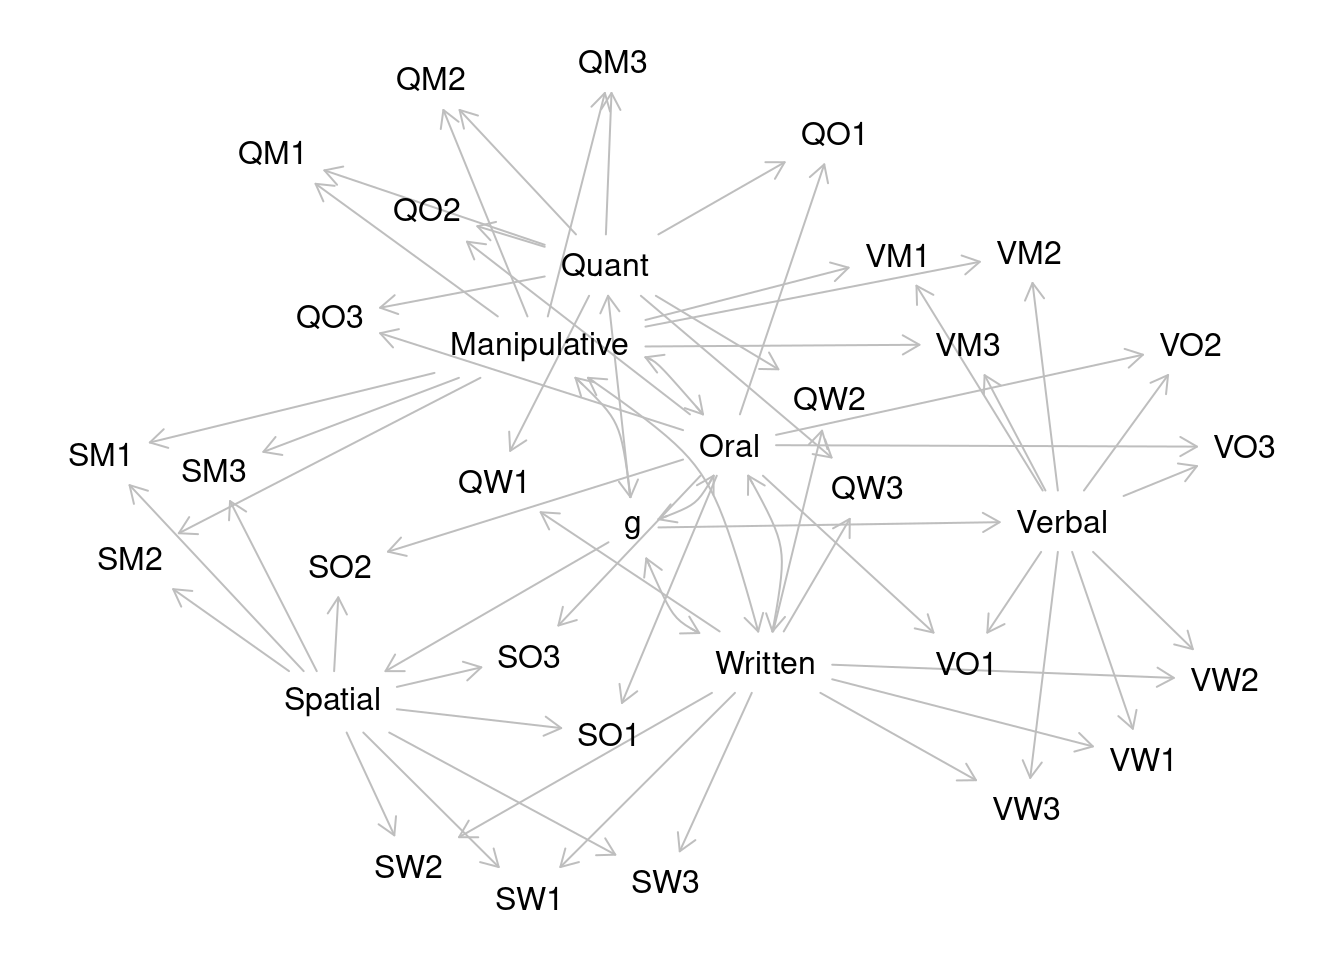 QM3
QM2
QO1
QM1
QO2
VM2
VM1
Quant
QO3
Manipulative
VM3
VO2
QW2
Oral
VO3
SM1
SM3
QW1
QW3
g
Verbal
SM2
SO2
SO3
Written
VO1
VW2
Spatial
SO1
VW1
VW3
SW2
SW3
SW1